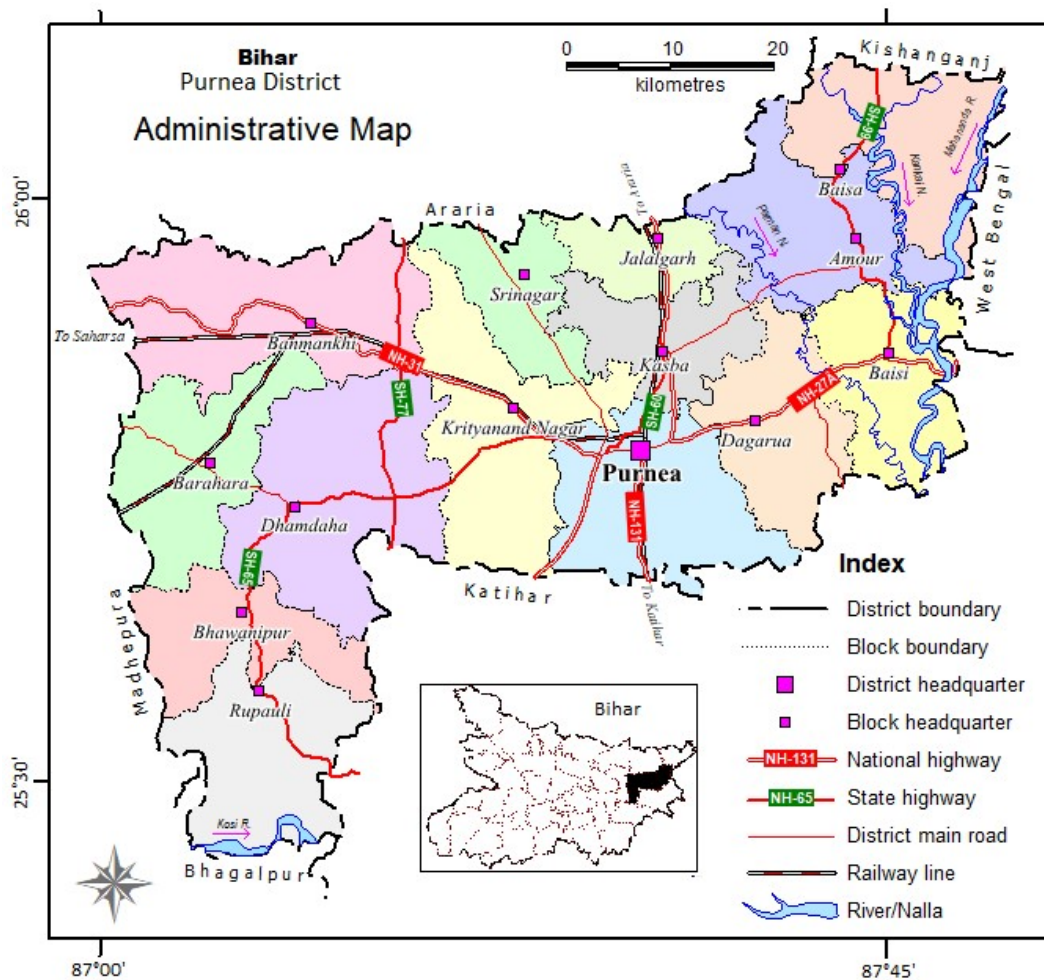 Bihar
Purnea District
Administrative Map
0 10 20
kilometres
Kishanganj
SH-99
Mahananda R.
Kankai N.
West Bengal
26°00'
Araria
To Araria
Baisa
Parman N.
Jalalgarh
Amour
Srinagar
To Saharsa
Banmankhi
NH-31
Kasba
Baisi
SH-77
NH-27A
SH-60
Krityanand Nagar
Dagarua
Barahara
Purnea
Dhamdaha
NH-131
SH-65
Katihar
To Katihar
Madhepura
Bhawanipur
Rupauli
Index
District boundary
Block boundary
District headquarter
Block headquarter
NH-131 National highway
NH-65 State highway
District main road
Railway line
River/Nalla
Bihar
25°30'
Kosi R.
Bhagalpur
87°00' 87°45'